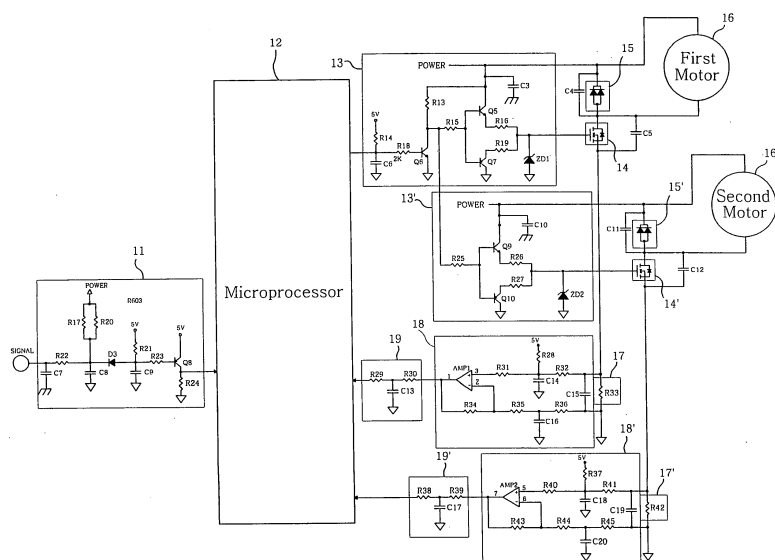 12
13
POWER
C3
R13
5V
R14
R15
Q5
R16
R18
2K
C6
Q6
R19
Q7
ZD1
15
C4
C5
14
16
First
Motor
13'
POWER
C10
Q9
R25
R26
R27
Q10
ZD2
15'
C11
C12
14'
16
Second
Motor
Microprocessor
11
POWER
R603
R17
R20
5V
5V
SIGNAL
R22
D3
R21
R23
Q8
C7
C8
C9
R24
19
R29
R30
C13
18
5V
R28
AMP1
1
3
2
R31
R32
C14
C15
R34
R35
R36
C16
17
R33
19'
R38
R39
C17
18'
5V
R37
AMP2
7
5
6
R40
R41
C18
C19
R43
R44
R45
C20
17'
R42